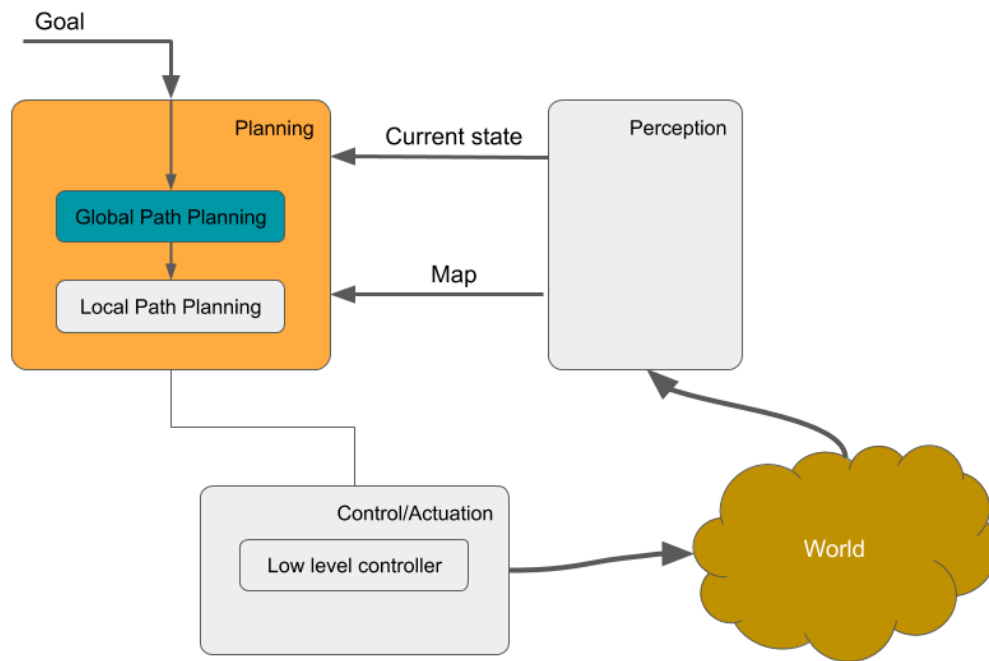 Goal
Planning
Current state
Perception
Global Path Planning
Map
Local Path Planning
Control/Actuation
Low level controller
World